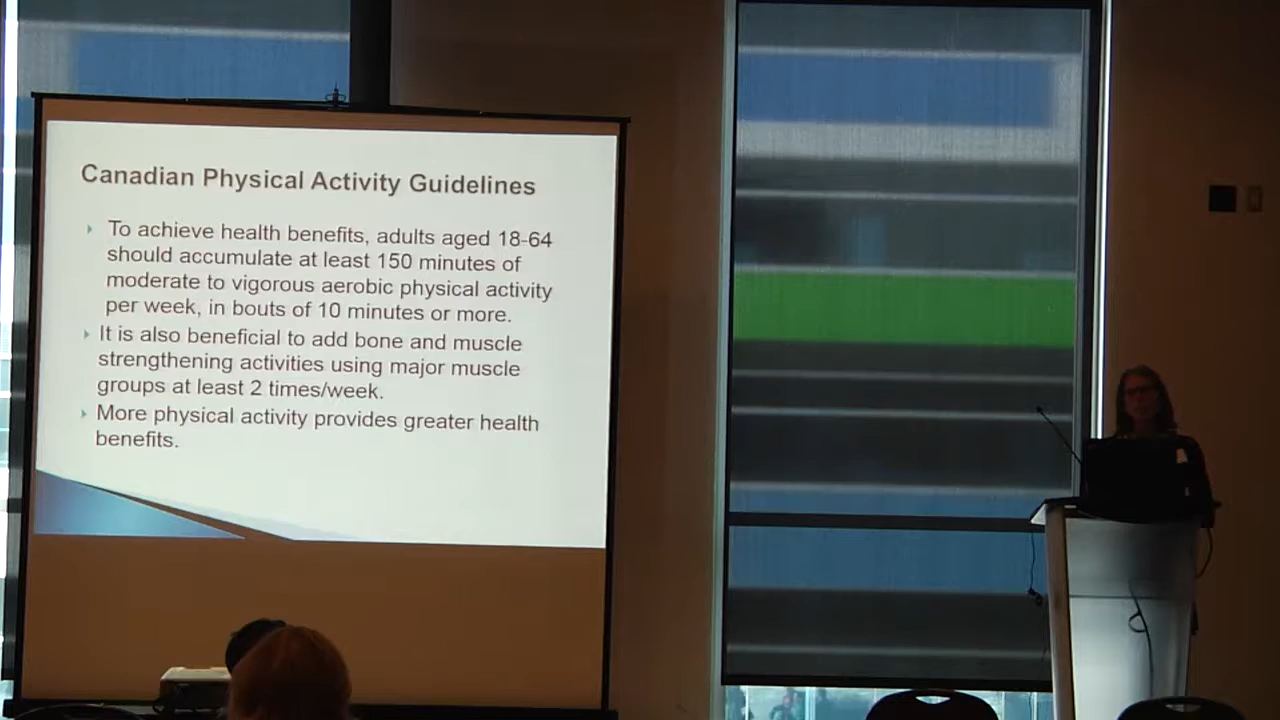 Canadian Physical Activity Guidelines
To achieve health benefits, adults aged 18-64
should accumulate at least 150 minutes of
moderate to vigorous aerobic physical activity
per week, in bouts of 10 minutes or more.
It is also beneficial to add bone and muscle
strengthening activities using major muscle
groups at least 2 times/week.
More physical activity provides greater health
benefits.